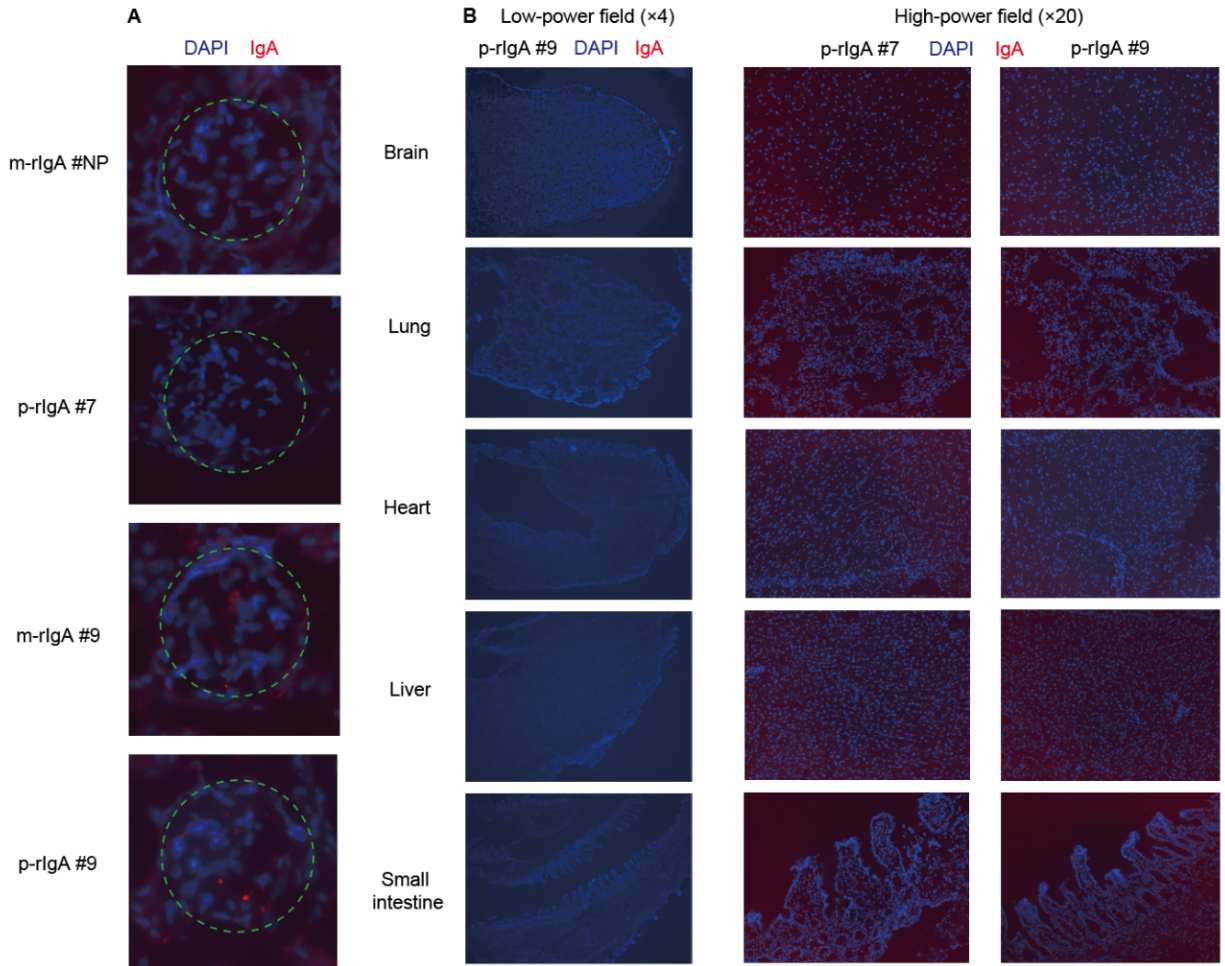 A
DAPI IgA
m-rIgA #NP
p-rIgA #7
m-rIgA #9
p-rIgA #9
B
Low-power field (×4)
High-power field (×20)
p-rIgA #9 DAPI IgA
p-rIgA #7 DAPI IgA p-rIgA #9
Brain
Lung
Heart
Liver
Small
intestine